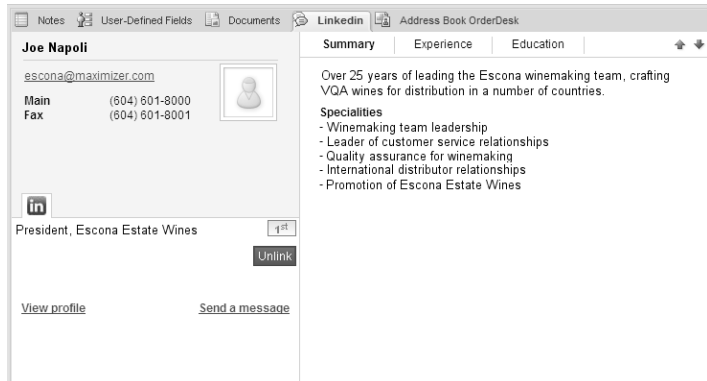 Notes User-Defined Fields Documents Linkedin Address Book OrderDesk
Joe Napoli
escona@maximizer.com
Main (604) 601-8000
Fax (604) 601-8001
in
President, Escona Estate Wines 1st
Unlink
View profile Send a message
Summary Experience Education
Over 25 years of leading the Escona winemaking team, crafting
VQA wines for distribution in a number of countries.
Specialities
- Winemaking team leadership
- Leader of customer service relationships
- Quality assurance for winemaking
- International distributor relationships
- Promotion of Escona Estate Wines